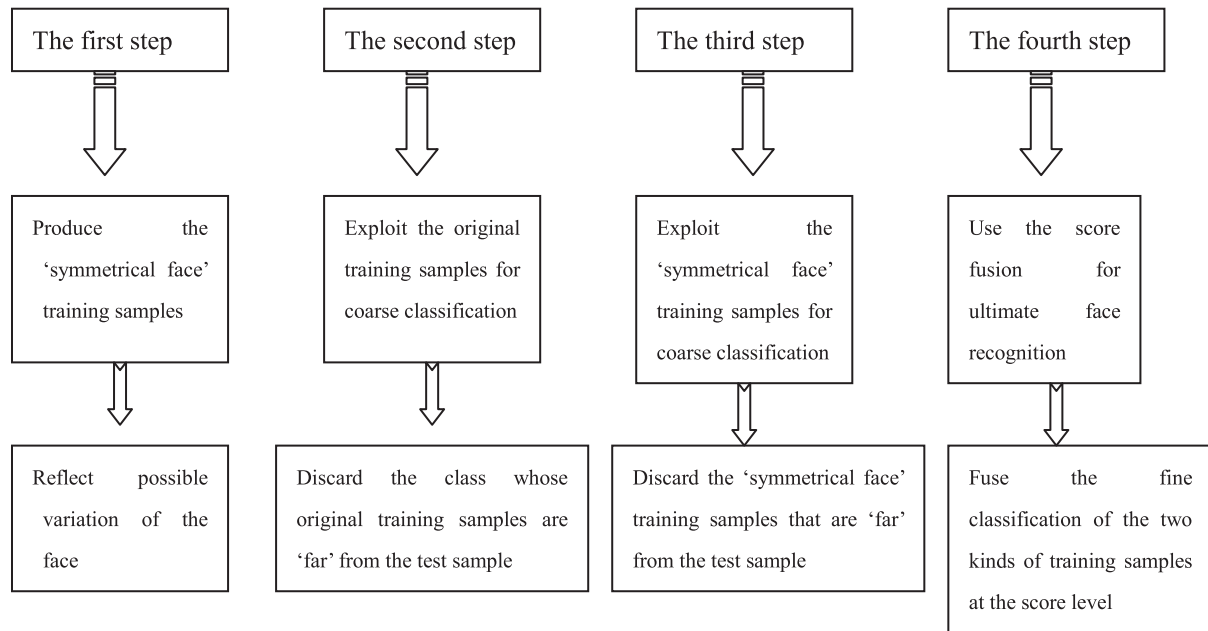 The first step
The second step
The third step
The fourth step
Produce the
‘symmetrical face’
training samples
Exploit the original
training samples for
coarse classification
Exploit the
‘symmetrical face’
training samples for
coarse classification
Use the score
fusion for
ultimate face
recognition
Reflect possible
variation of the
face
Discard the class whose
original training samples are
‘far’ from the test sample
Discard the ‘symmetrical face’
training samples that are ‘far’
from the test sample
Fuse the fine
classification of the two
kinds of training samples
at the score level